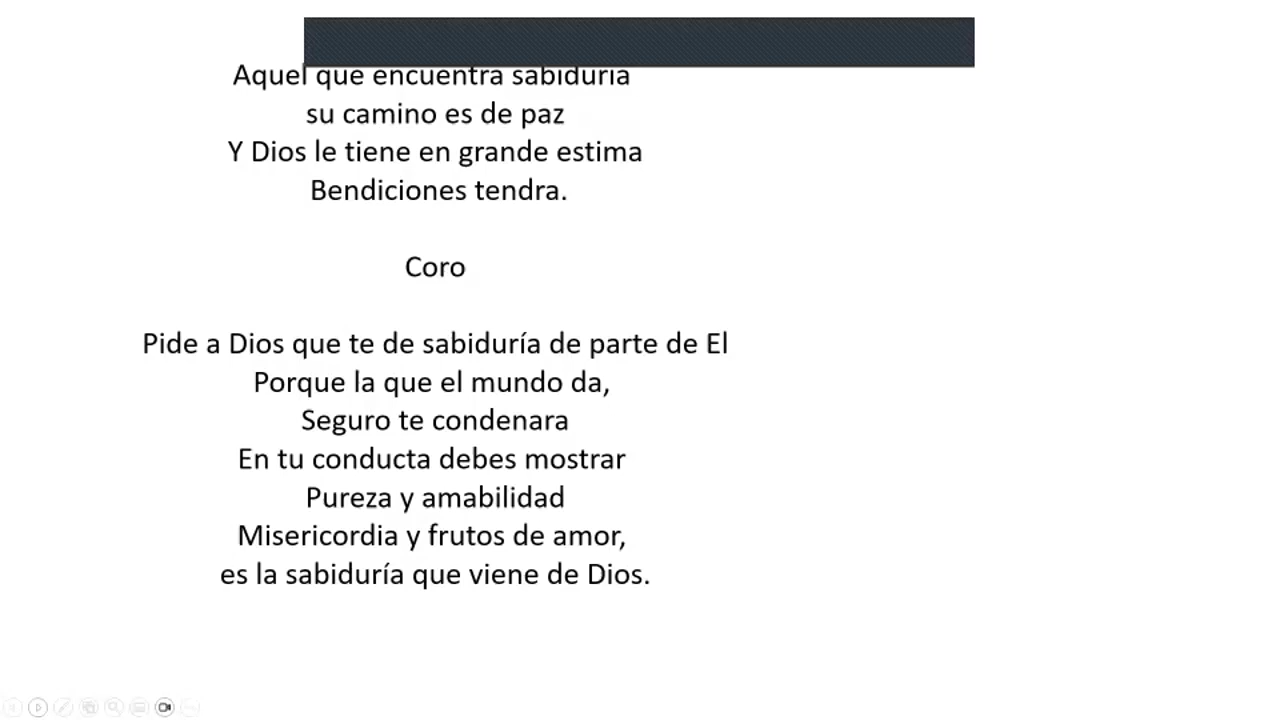 Aquel que encuentra sabiduría
su camino es de paz
Y Dios le tiene en grande estima
Bendiciones tendra.
Coro
Pide a Dios que te de sabiduría de parte de El
Porque la que el mundo da,
Seguro te condenara
En tu conducta debes mostrar
Pureza y amabilidad
Misericordia y frutos de amor,
es la sabiduría que viene de Dios.